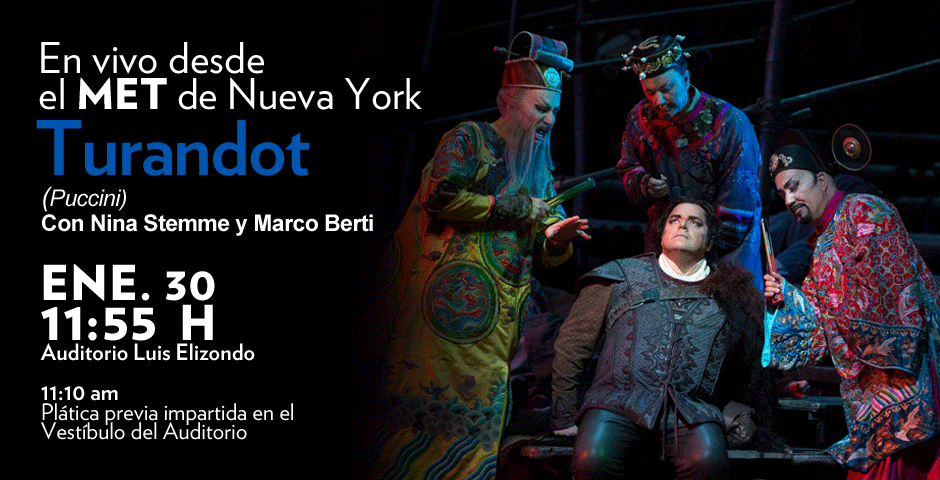 En vivo desde
el MET de Nueva York
Turandot
(Puccini)
Con Nina Stemme y Marco Berti
ENE. 30
11:55 H
Auditorio Luis Elizondo
11:10 am
Plática previa impartida en el
Vestíbulo del Auditorio